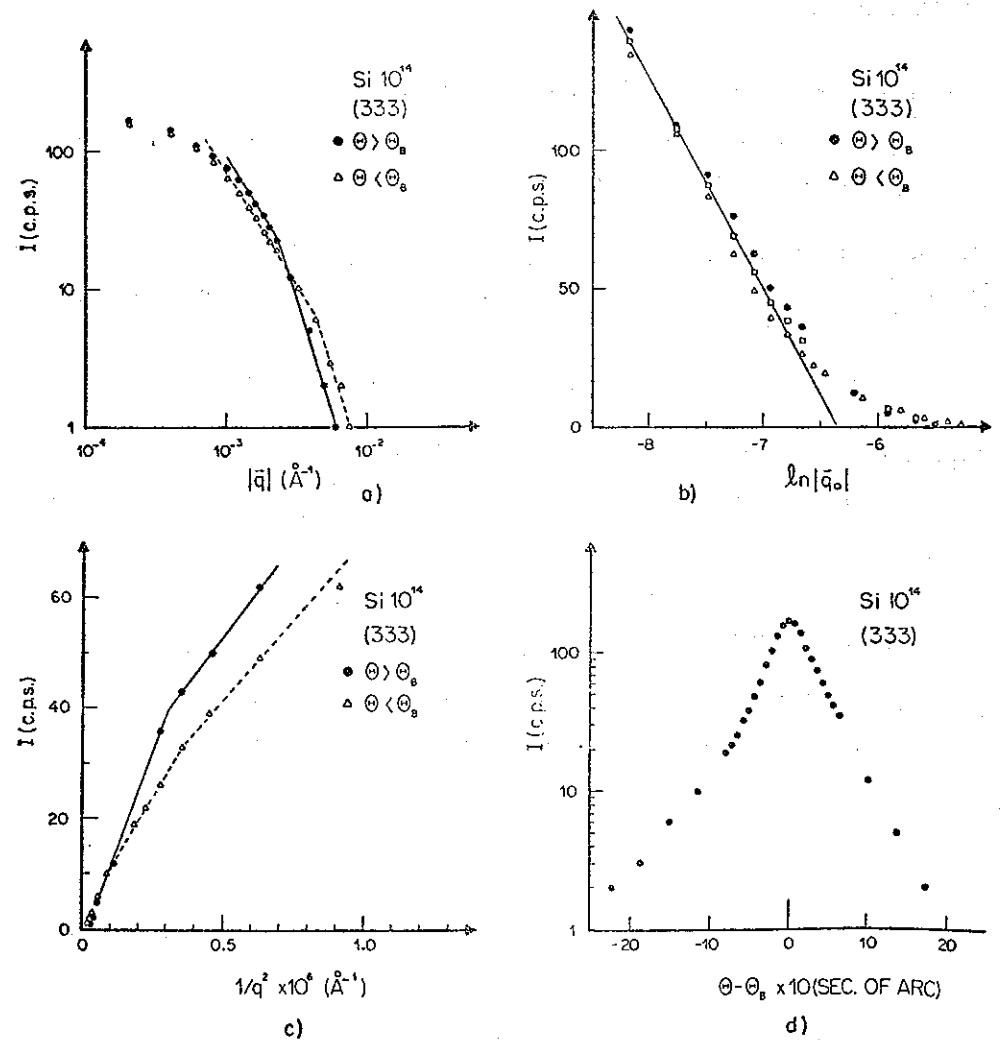 I (c.p.s.)
100
10
1
10⁻⁴
10⁻³
10⁻²
|q̄| (Å⁻¹)
Si 10¹⁴
(333)
Θ > Θ_B
Θ < Θ_B
a)
I (c.p.s.)
100
50
0
-8
-7
-6
ln|q̄₀|
Si 10¹⁴
(333)
Θ > Θ_B
Θ < Θ_B
b)
I (c.p.s.)
60
40
20
0
0
0.5
1.0
1/q² x10⁶ (Å⁻¹)
Si 10¹⁴
(333)
Θ > Θ_B
Θ < Θ_B
c)
I (c.p.s.)
100
10
1
-20
-10
0
10
20
Θ-Θ_B x10 (SEC. OF ARC)
Si 10¹⁴
(333)
d)